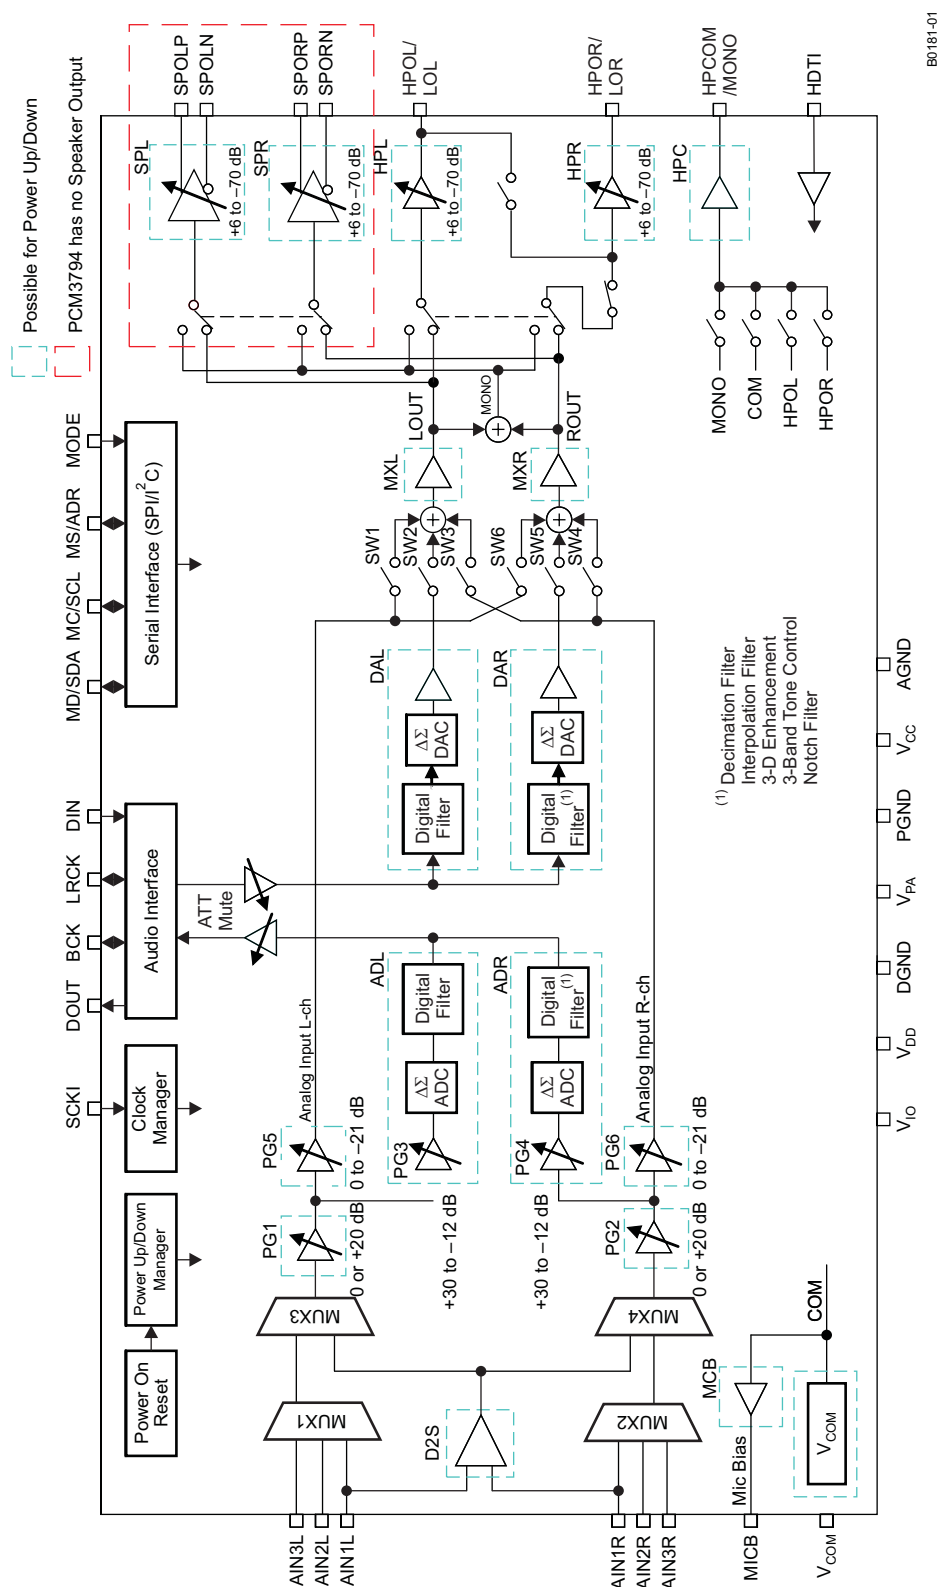 Possible for Power Up/Down
PCM3794 has no Speaker Output
B0181-01
SCKI
DOUT
BCK
LRCK
DIN
MD/SDA
MC/SCL
MS/ADR
MODE
Power On
Reset
Power Up/Down
Manager
Clock
Manager
Audio Interface
Serial Interface (SPI/I²C)
ATT
Mute
SPL
+6 to –70 dB
SPOLP
SPOLN
SPR
+6 to –70 dB
SPORP
SPORN
HPL
+6 to –70 dB
HPOL/
LOL
HPR
+6 to –70 dB
HPOR/
LOR
HPC
HPCOM
/MONO
HDTI
MONO
COM
HPOL
HPOR
AIN3L
AIN2L
AIN1L
MUX1
MUX3
PG1
0 or +20 dB
PG5
0 to –21 dB
Analog Input L-ch
+30 to –12 dB
PG3
ΔΣ
ADC
Digital
Filter
ADL
DAL
Digital
Filter
ΔΣ
DAC
SW1
SW2
SW3
MXL
LOUT
MONO
D2S
+30 to –12 dB
PG4
ΔΣ
ADC
Digital
Filter(1)
ADR
DAR
Digital
Filter(1)
ΔΣ
DAC
SW6
SW5
SW4
MXR
ROUT
AIN1R
AIN2R
AIN3R
MUX2
MUX4
PG2
0 or +20 dB
PG6
0 to –21 dB
Analog Input R-ch
MICB
Mic Bias
MCB
COM
VCOM
VCOM
(1) Decimation Filter
Interpolation Filter
3-D Enhancement
3-Band Tone Control
Notch Filter
VIO
VDD
DGND
VPA
PGND
VCC
AGND